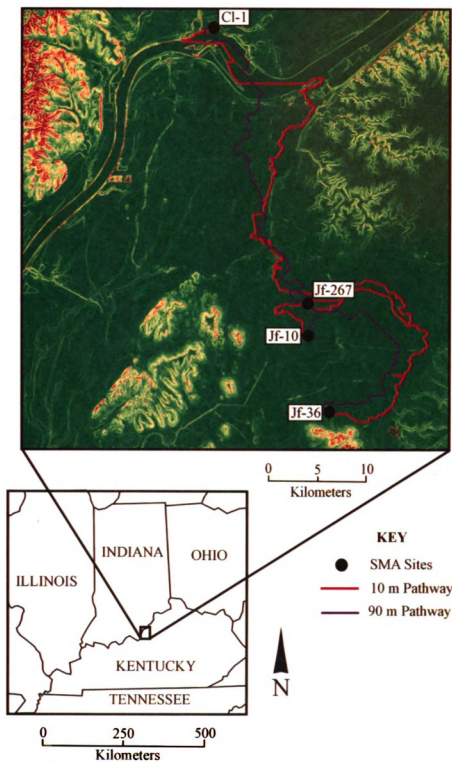 Cl-1
Jf-267
Jf-10
Jf-36
0 5 10
Kilometers
INDIANA
OHIO
ILLINOIS
KENTUCKY
TENNESSEE
0 250 500
Kilometers
KEY
SMA Sites
10 m Pathway
90 m Pathway
N